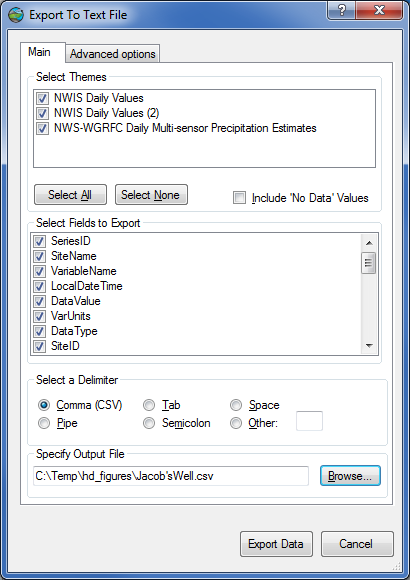 Export To Text File
Main
Advanced options
Select Themes
NWIS Daily Values
NWIS Daily Values (2)
NWS-WGRFC Daily Multi-sensor Precipitation Estimates
Select All
Select None
Include 'No Data' Values
Select Fields to Export
SeriesID
SiteName
VariableName
LocalDateTime
DataValue
VarUnits
DataType
SiteID
Select a Delimiter
Comma (CSV)
Tab
Space
Pipe
Semicolon
Other:
Specify Output File
C:\Temp\hd_figures\Jacob'sWell.csv
Browse...
Export Data
Cancel